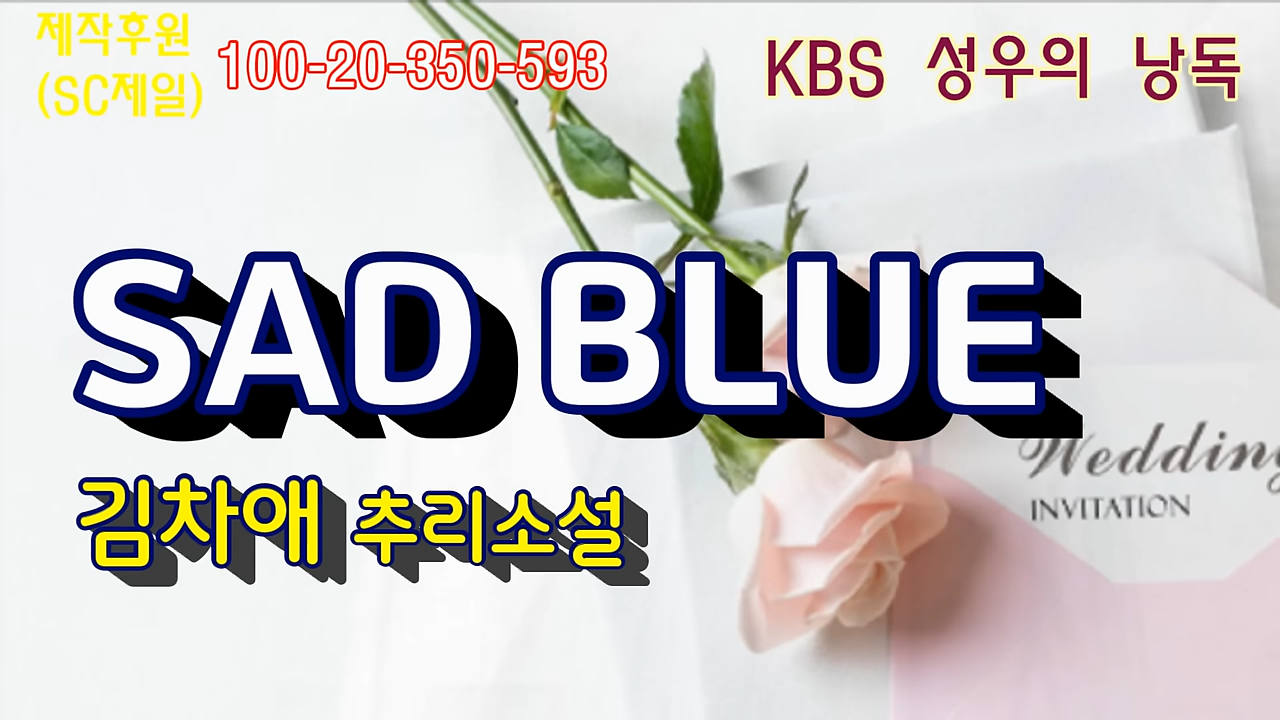 제작후원
(SC제일)
100-20-350-593
KBS 성우의 낭독
SAD BLUE
김차애 추리소설
Wedding
INVITATION